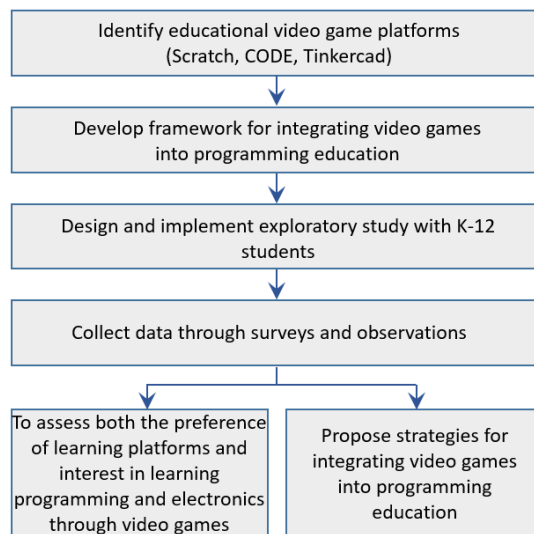 Identify educational video game platforms
(Scratch, CODE, Tinkercad)
Develop framework for integrating video games
into programming education
Design and implement exploratory study with K-12
students
Collect data through surveys and observations
To assess both the preference
of learning platforms and
interest in learning
programming and electronics
through video games
Propose strategies for
integrating video games
into programming
education